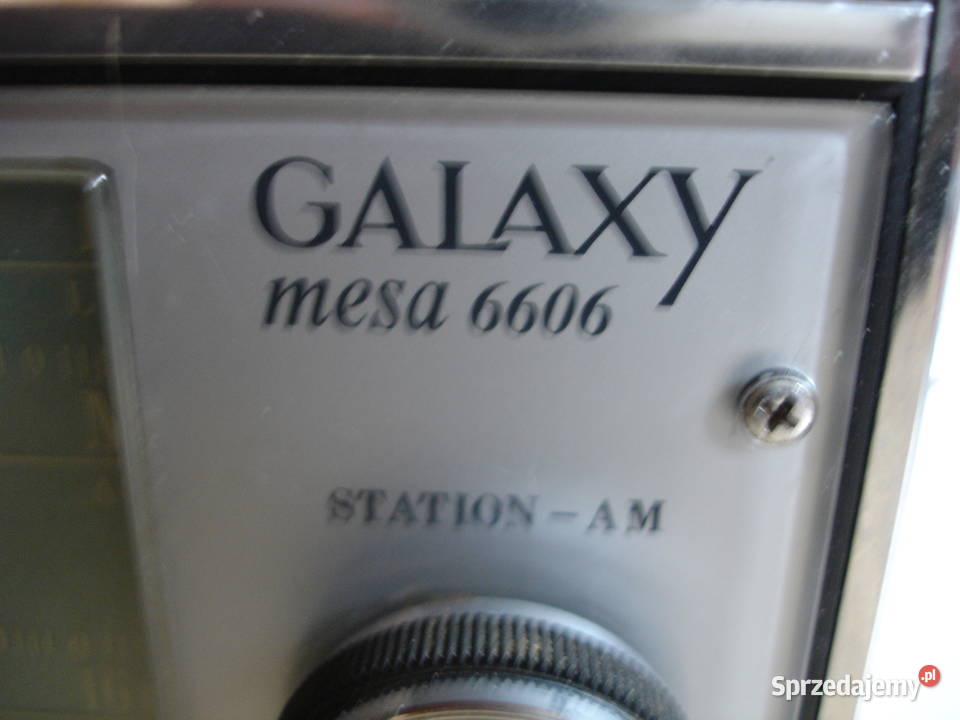 GALAXY
mesa 6606
STATION – AM
Sprzedajemy.pl